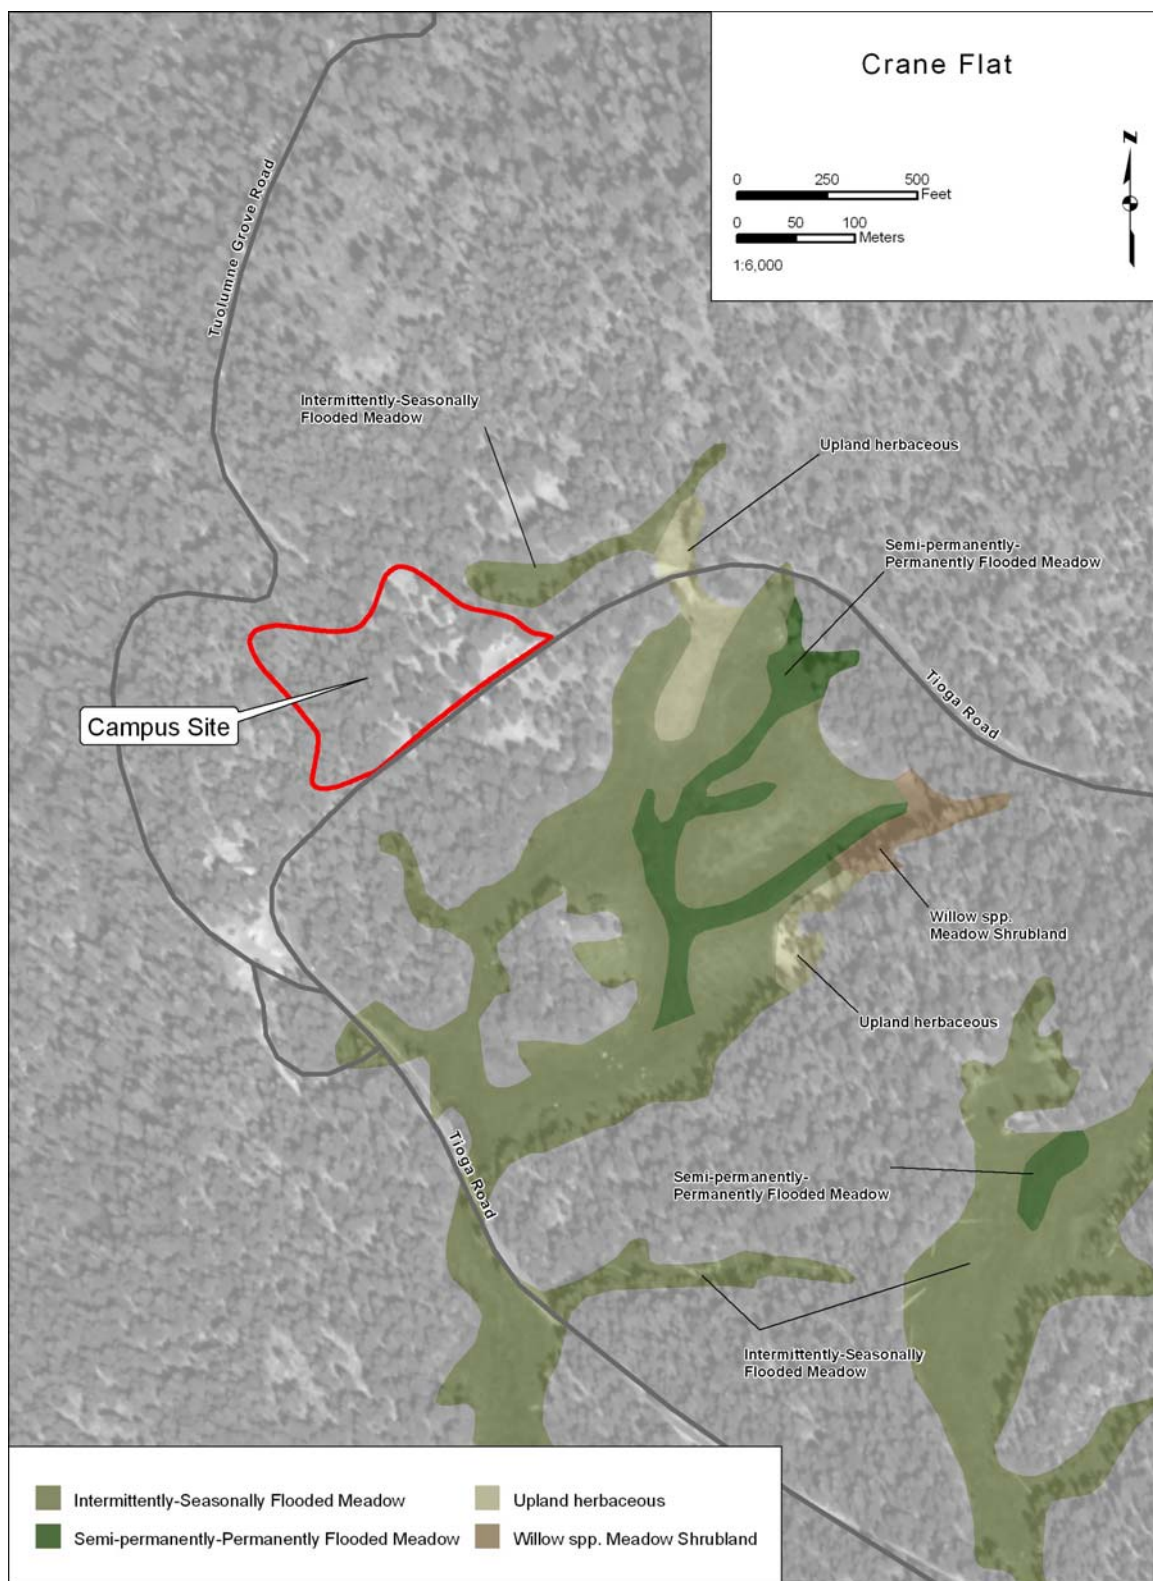 Crane Flat
N
0 250 500
Feet
0 50 100
Meters
1:6,000
Tuolumne Grove Road
Intermittently-Seasonally
Flooded Meadow
Upland herbaceous
Semi-permanently-
Permanently Flooded Meadow
Tioga Road
Campus Site
Willow spp.
Meadow Shrubland
Upland herbaceous
Tioga Road
Semi-permanently-
Permanently Flooded Meadow
Intermittently-Seasonally
Flooded Meadow
Intermittently-Seasonally Flooded Meadow
Upland herbaceous
Semi-permanently-Permanently Flooded Meadow
Willow spp. Meadow Shrubland